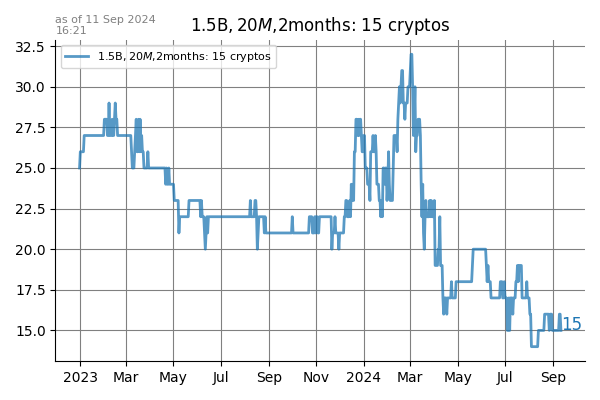 as of 11 Sep 2024
16:21
1.5B, 20M,2months: 15 cryptos
1.5B, 20M,2months: 15 cryptos
32.5
30.0
27.5
25.0
22.5
20.0
17.5
15.0
15
2023 Mar May Jul Sep Nov 2024 Mar May Jul Sep